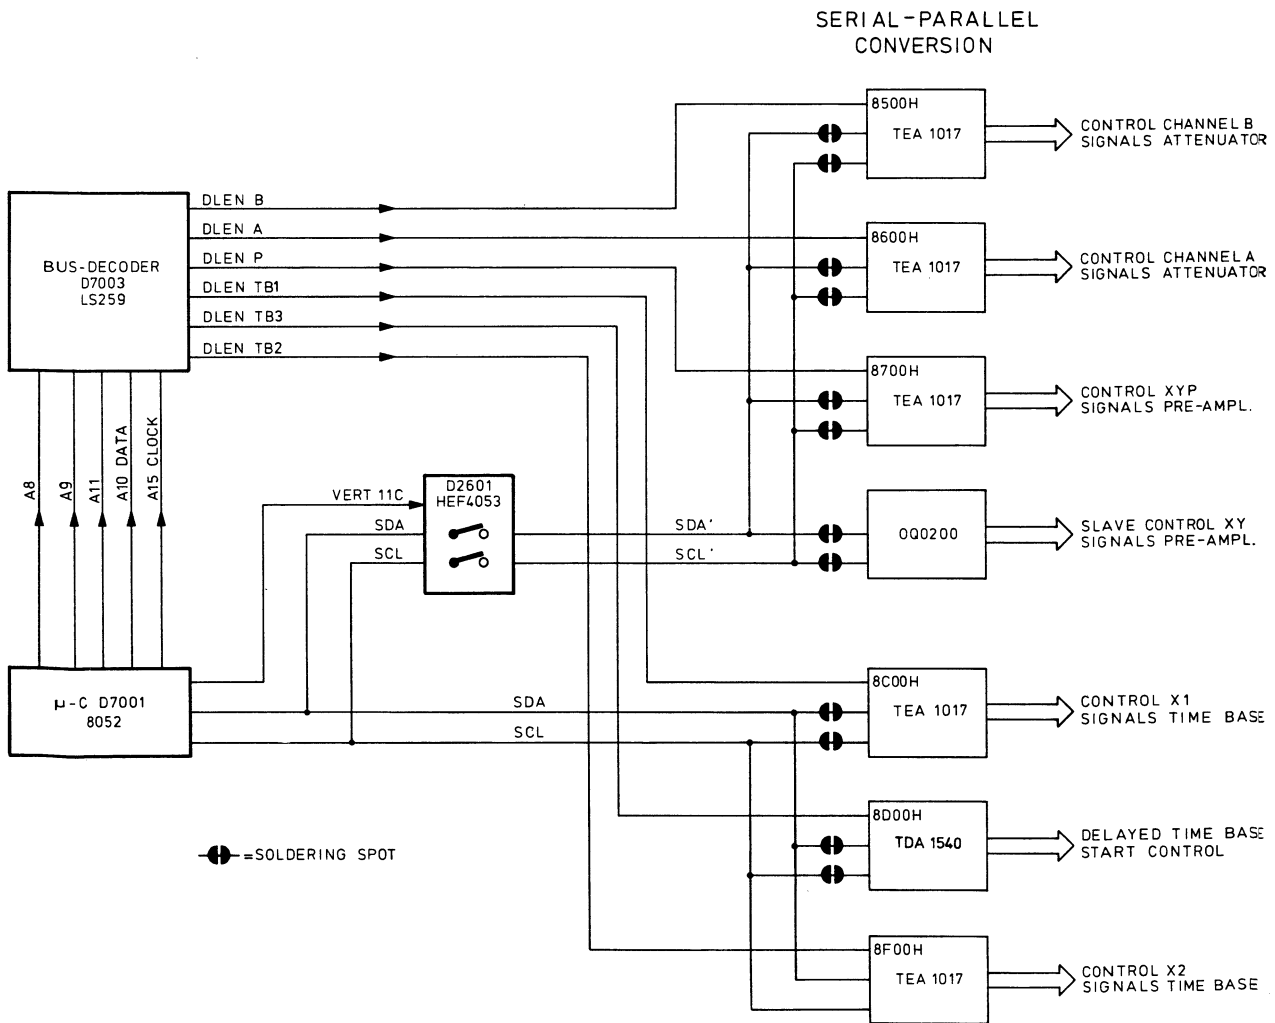 SERIAL-PARALLEL
CONVERSION
8500H
TEA 1017
CONTROL CHANNEL B
SIGNALS ATTENUATOR
DLEN B
DLEN A
DLEN P
DLEN TB1
DLEN TB3
DLEN TB2
BUS-DECODER
D7003
LS259
8600H
TEA 1017
CONTROL CHANNEL A
SIGNALS ATTENUATOR
8700H
TEA 1017
CONTROL XYP
SIGNALS PRE-AMPL.
A8
A9
A11
A10 DATA
A15 CLOCK
VERT 11C
SDA
SCL
D2601
HEF4053
SDA'
SCL'
OQ0200
SLAVE CONTROL XY
SIGNALS PRE-AMPL.
μ-C D7001
8052
SDA
SCL
8C00H
TEA 1017
CONTROL X1
SIGNALS TIME BASE
8D00H
TDA 1540
DELAYED TIME BASE
START CONTROL
=SOLDERING SPOT
8F00H
TEA 1017
CONTROL X2
SIGNALS TIME BASE